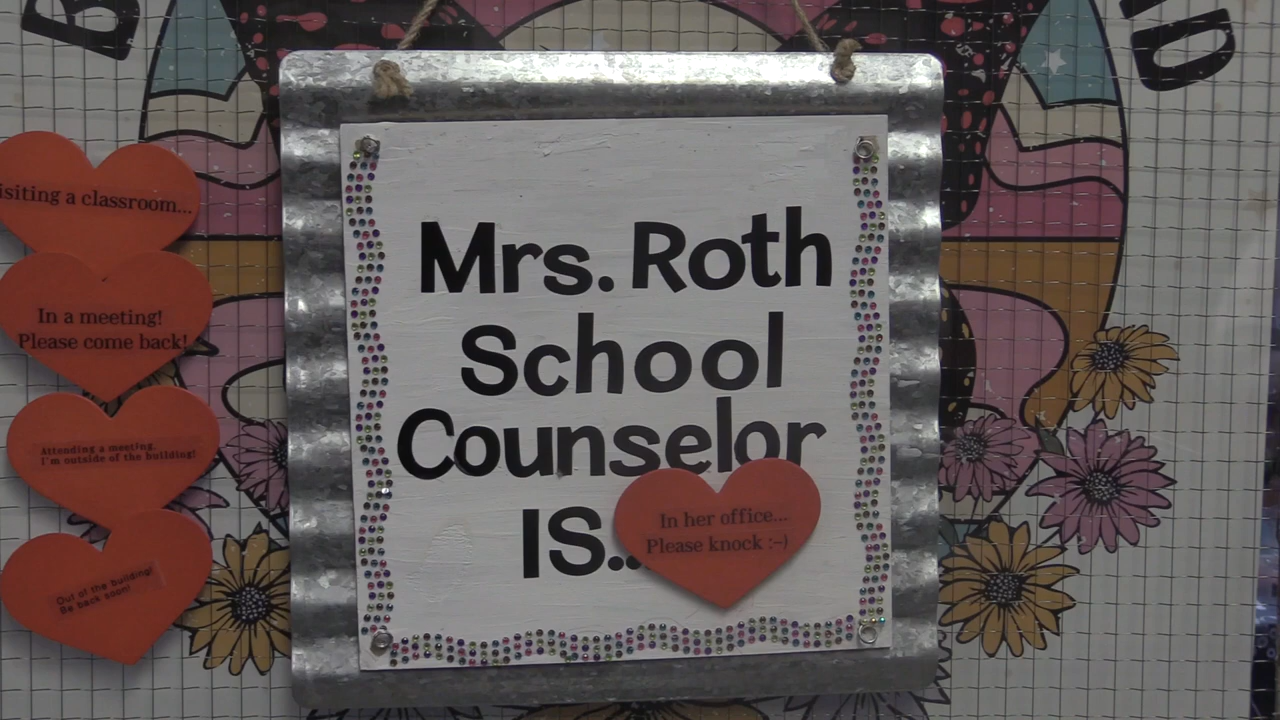 a classroom...
In a meeting!
Please come back!
Attending a meeting.
I'm outside of the building!
Out of the building!
Be back soon!
Mrs. Roth
School
Counselor
IS...
In her office...
Please knock :-)